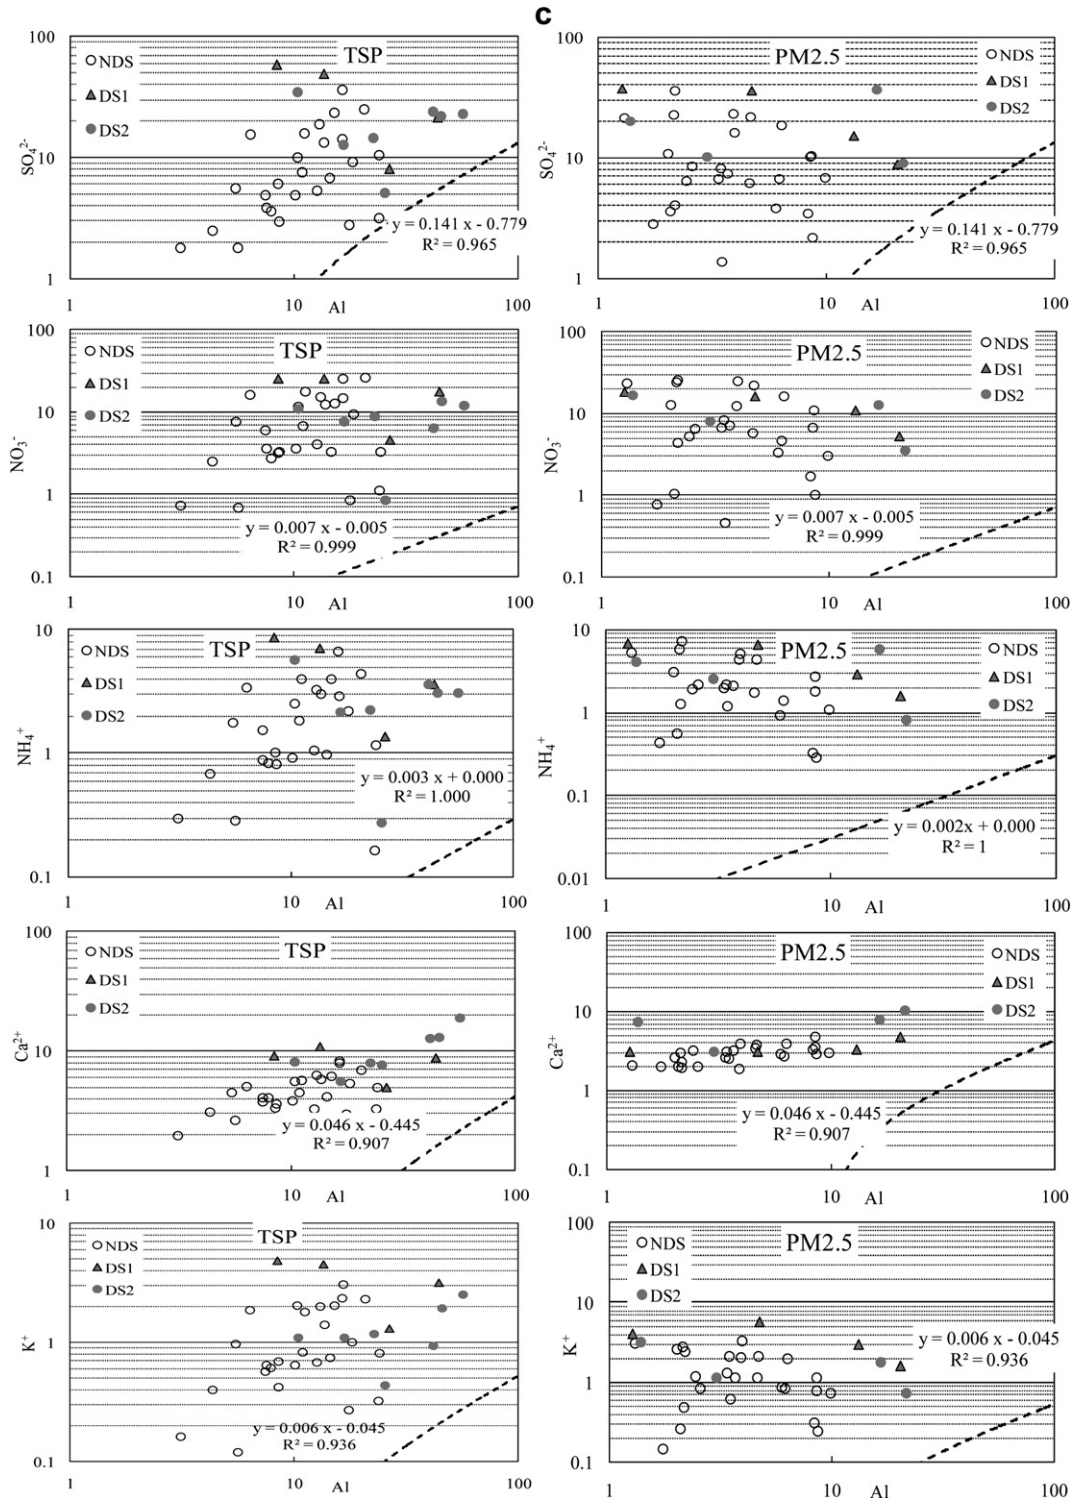 C
100
10
1
SO₄²⁻
TSP
NDS
DS1
DS2
y = 0.141 x - 0.779
R² = 0.965
1
Al
10
100
100
10
1
SO₄²⁻
PM2.5
NDS
DS1
DS2
y = 0.141 x - 0.779
R² = 0.965
1
Al
10
100
100
10
1
0.1
NO₃⁻
TSP
NDS
DS1
DS2
y = 0.007 x - 0.005
R² = 0.999
1
10
Al
100
100
10
1
0.1
NO₃⁻
PM2.5
NDS
DS1
DS2
y = 0.007 x - 0.005
R² = 0.999
1
10
Al
100
10
1
0.1
NH₄⁺
TSP
NDS
DS1
DS2
y = 0.003 x + 0.000
R² = 1.000
1
10
Al
100
10
1
0.1
0.01
NH₄⁺
PM2.5
NDS
DS1
DS2
y = 0.002x + 0.000
R² = 1
1
10
Al
100
100
10
1
Ca²⁺
TSP
NDS
DS1
DS2
y = 0.046 x - 0.445
R² = 0.907
1
10
Al
100
100
10
1
0.1
Ca²⁺
PM2.5
NDS
DS1
DS2
y = 0.046 x - 0.445
R² = 0.907
1
10
Al
100
10
1
0.1
K⁺
TSP
NDS
DS1
DS2
y = 0.006 x - 0.045
R² = 0.936
1
10
Al
100
100
10
1
0.1
K⁺
PM2.5
NDS
DS1
DS2
y = 0.006 x - 0.045
R² = 0.936
1
10
Al
100